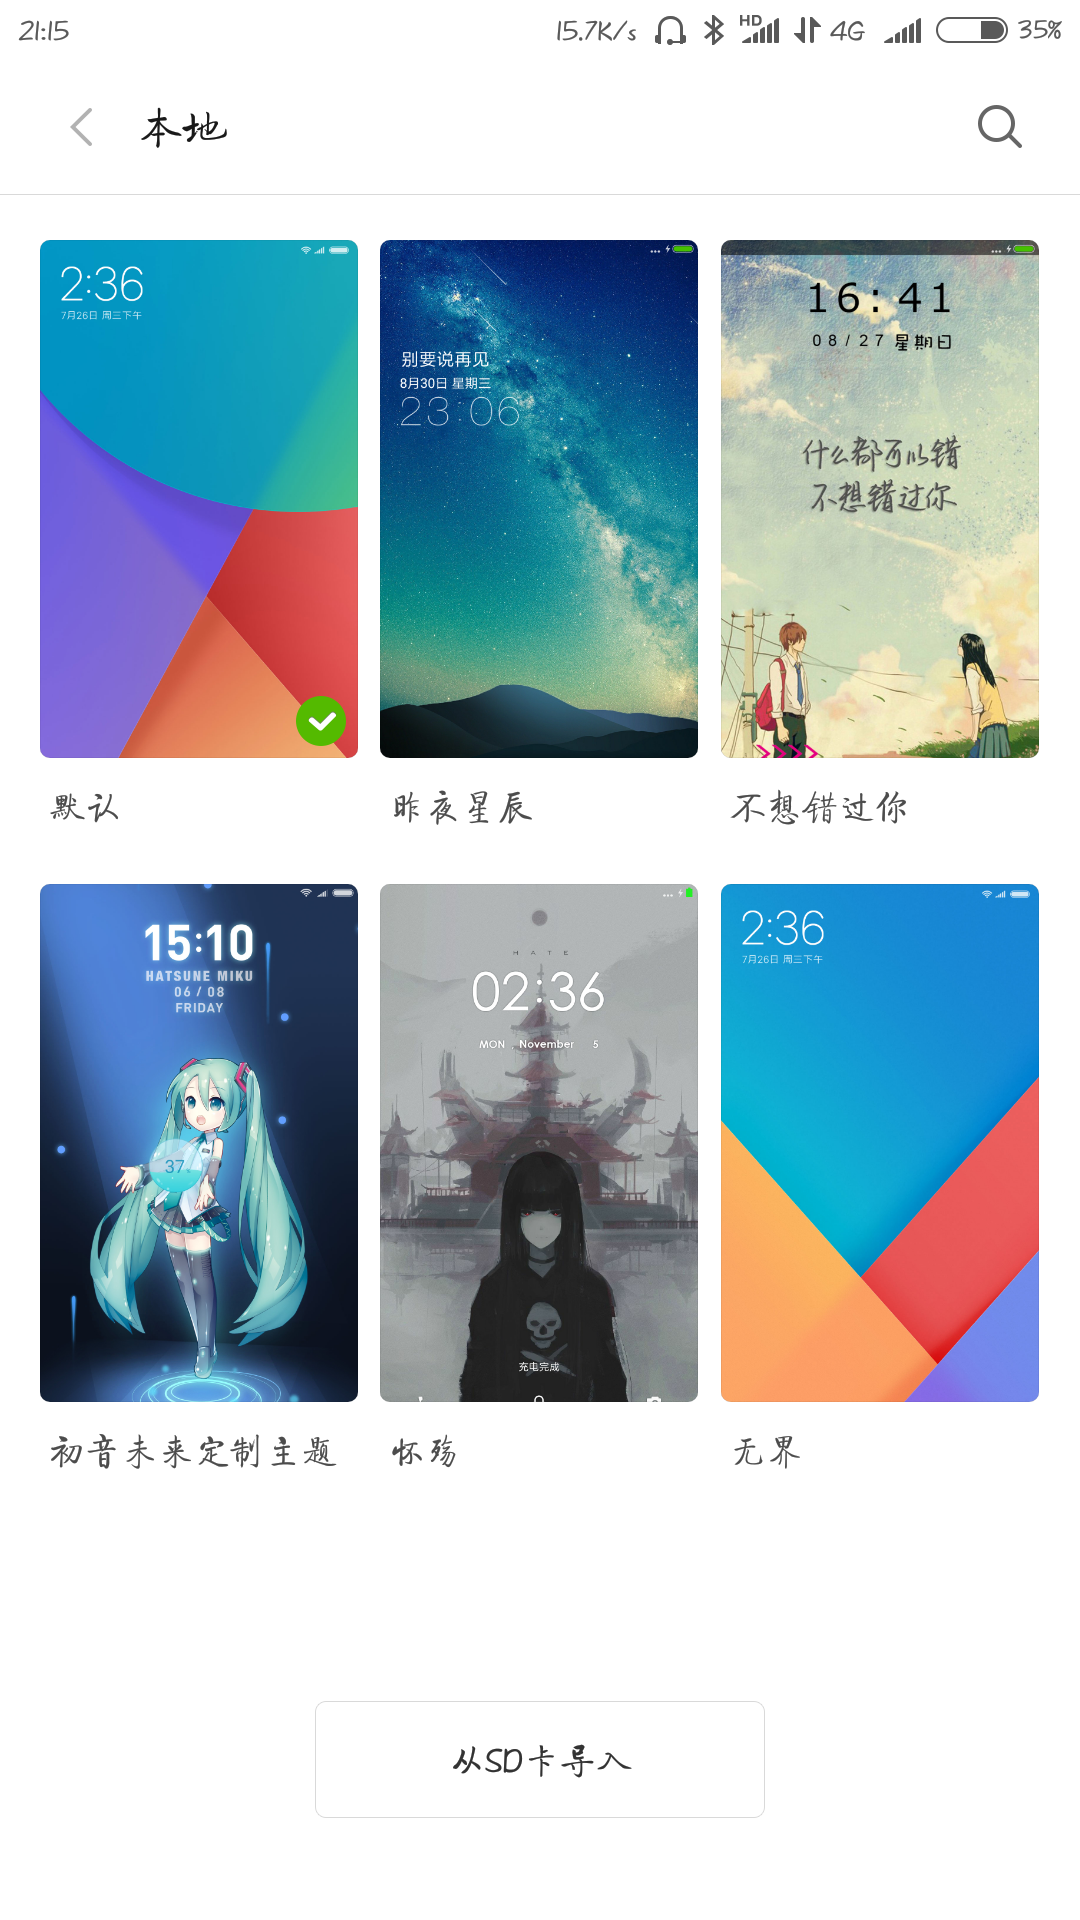 21:15 15.7K/s HD 4G 35%
本地
2:36
7月26日 周三下午
别要说再见
8月30日 星期三
23:06
16:41
08/27 星期日
什么都可以错
不想错过你
默认
昨夜星辰
不想错过你
15:10
HATSUNE MIKU
06 / 08
FRIDAY
37
HATE
02:36
MON . November 5
充电完成
2:36
7月26日 周三下午
初音未来定制主题
怀殇
无界
从SD卡导入